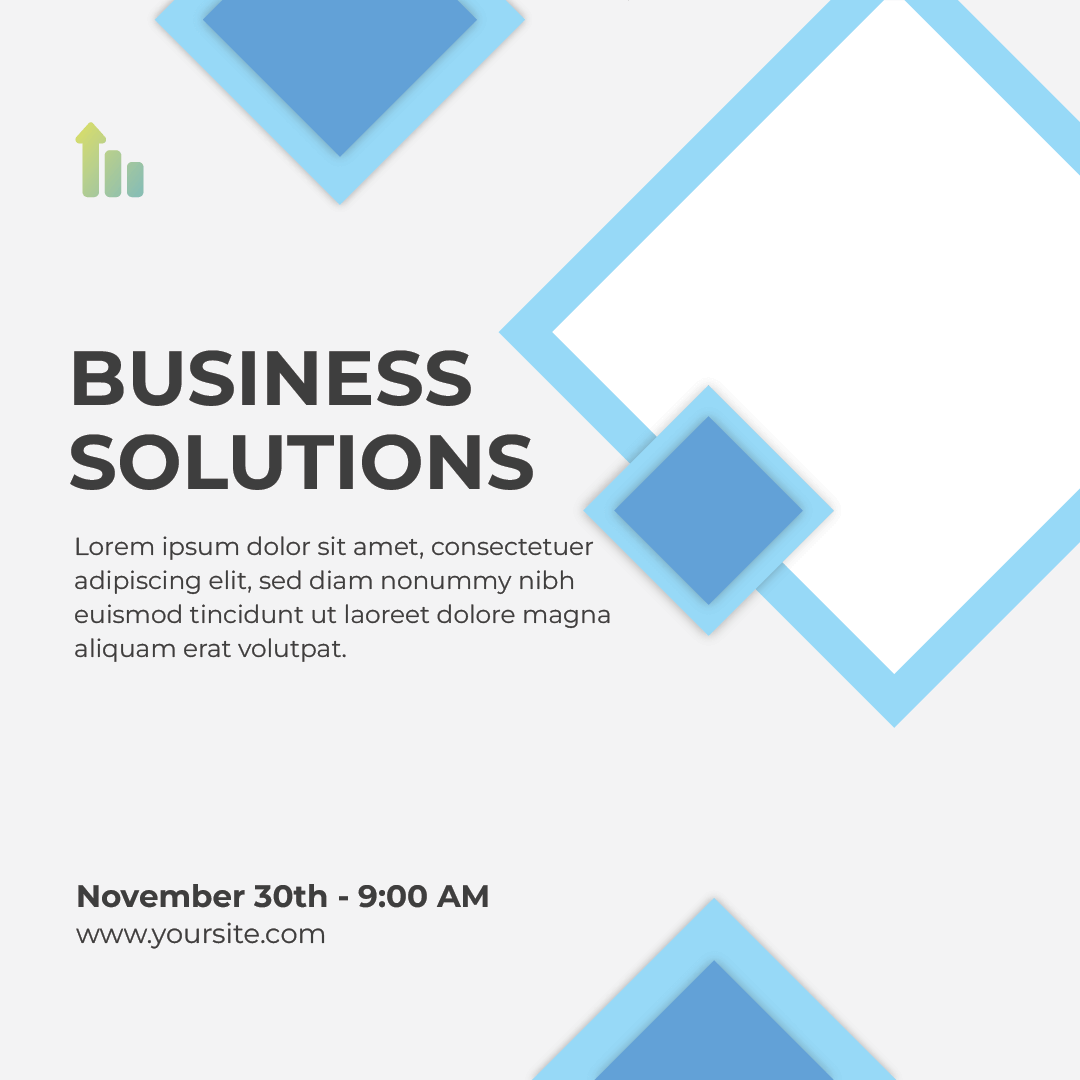 BUSINESS
SOLUTIONS
Lorem ipsum dolor sit amet, consectetuer
adipiscing elit, sed diam nonummy nibh
euismod tincidunt ut laoreet dolore magna
aliquam erat volutpat.
November 30th - 9:00 AM
www.yoursite.com